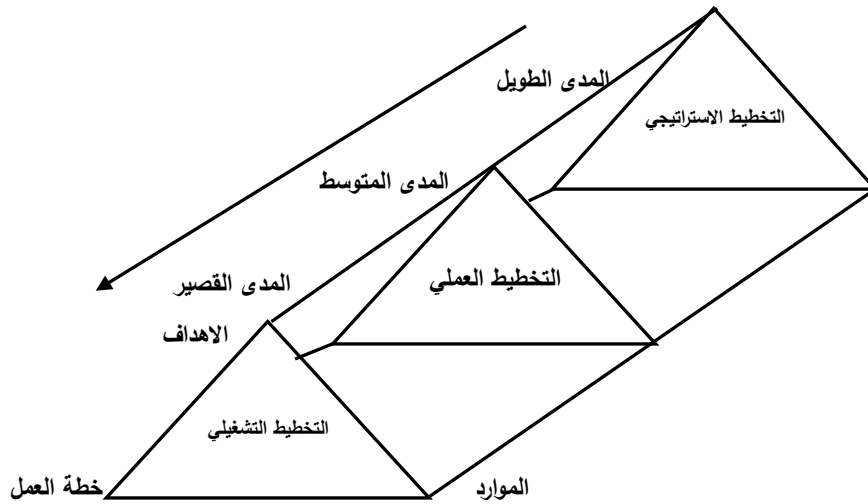 المدى الطويل
التخطيط الاستراتيجي
المدى المتوسط
التخطيط العملي
المدى القصير
الاهداف
التخطيط التشغيلي
الموارد
خطة العمل